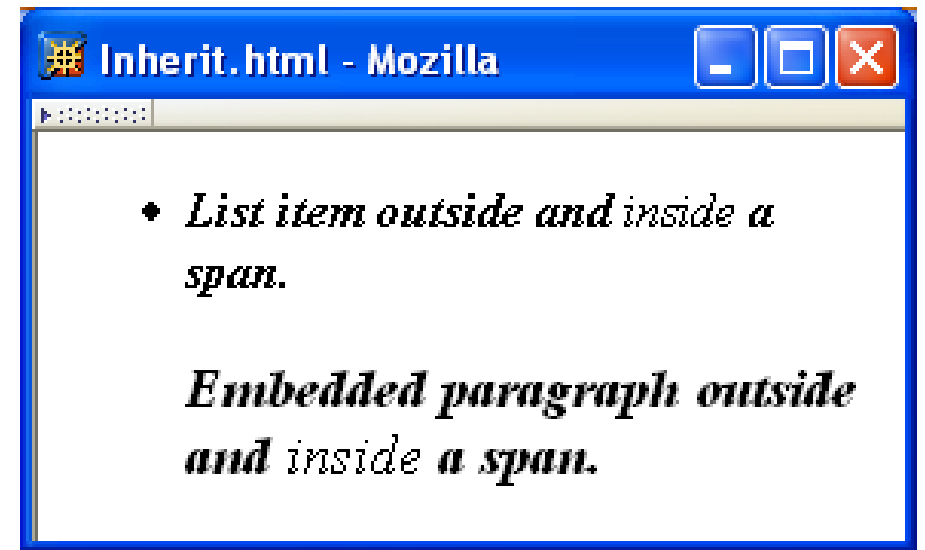 Inherit.html - Mozilla
• List item outside and inside a
span.
Embedded paragraph outside
and inside a span.